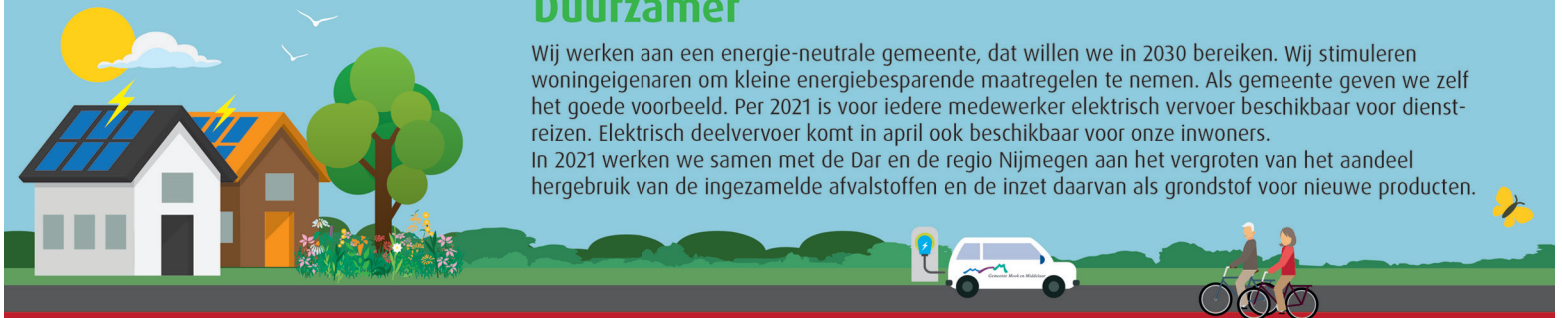 Duurzamer
Wij werken aan een energie-neutrale gemeente, dat willen we in 2030 bereiken. Wij stimuleren
woningeigenaren om kleine energiebesparende maatregelen te nemen. Als gemeente geven we zelf
het goede voorbeeld. Per 2021 is voor iedere medewerker elektrisch vervoer beschikbaar voor dienst-
reizen. Elektrisch deelvervoer komt in april ook beschikbaar voor onze inwoners.
In 2021 werken we samen met de Dar en de regio Nijmegen aan het vergroten van het aandeel
hergebruik van de ingezamelde afvalstoffen en de inzet daarvan als grondstof voor nieuwe producten.
Gemeente Mook en Middelaar